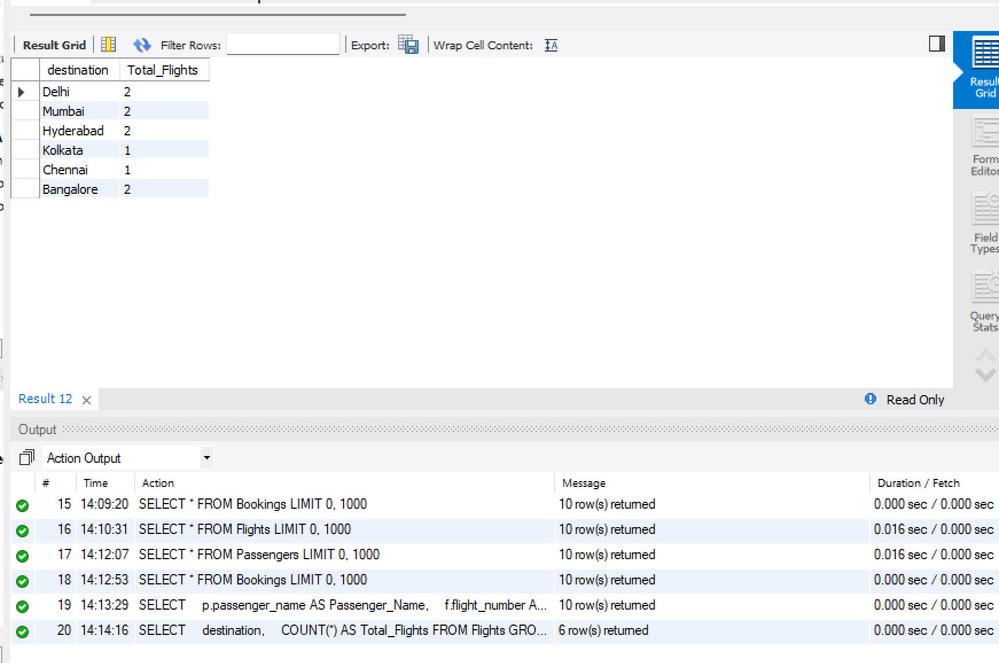 Result Grid Filter Rows: Export: Wrap Cell Content:
destination Total_Flights
Delhi 2
Mumbai 2
Hyderabad 2
Kolkata 1
Chennai 1
Bangalore 2
Result
Grid
Form
Editor
Field
Types
Query
Stats
Result 12 Read Only
Output
Action Output
# Time Action Message Duration / Fetch
15 14:09:20 SELECT * FROM Bookings LIMIT 0, 1000 10 row(s) returned 0.000 sec / 0.000 sec
16 14:10:31 SELECT * FROM Flights LIMIT 0, 1000 10 row(s) returned 0.016 sec / 0.000 sec
17 14:12:07 SELECT * FROM Passengers LIMIT 0, 1000 10 row(s) returned 0.016 sec / 0.000 sec
18 14:12:53 SELECT * FROM Bookings LIMIT 0, 1000 10 row(s) returned 0.000 sec / 0.000 sec
19 14:13:29 SELECT p.passenger_name AS Passenger_Name, f.flight_number A... 10 row(s) returned 0.000 sec / 0.000 sec
20 14:14:16 SELECT destination, COUNT(*) AS Total_Flights FROM Flights GRO... 6 row(s) returned 0.000 sec / 0.000 sec